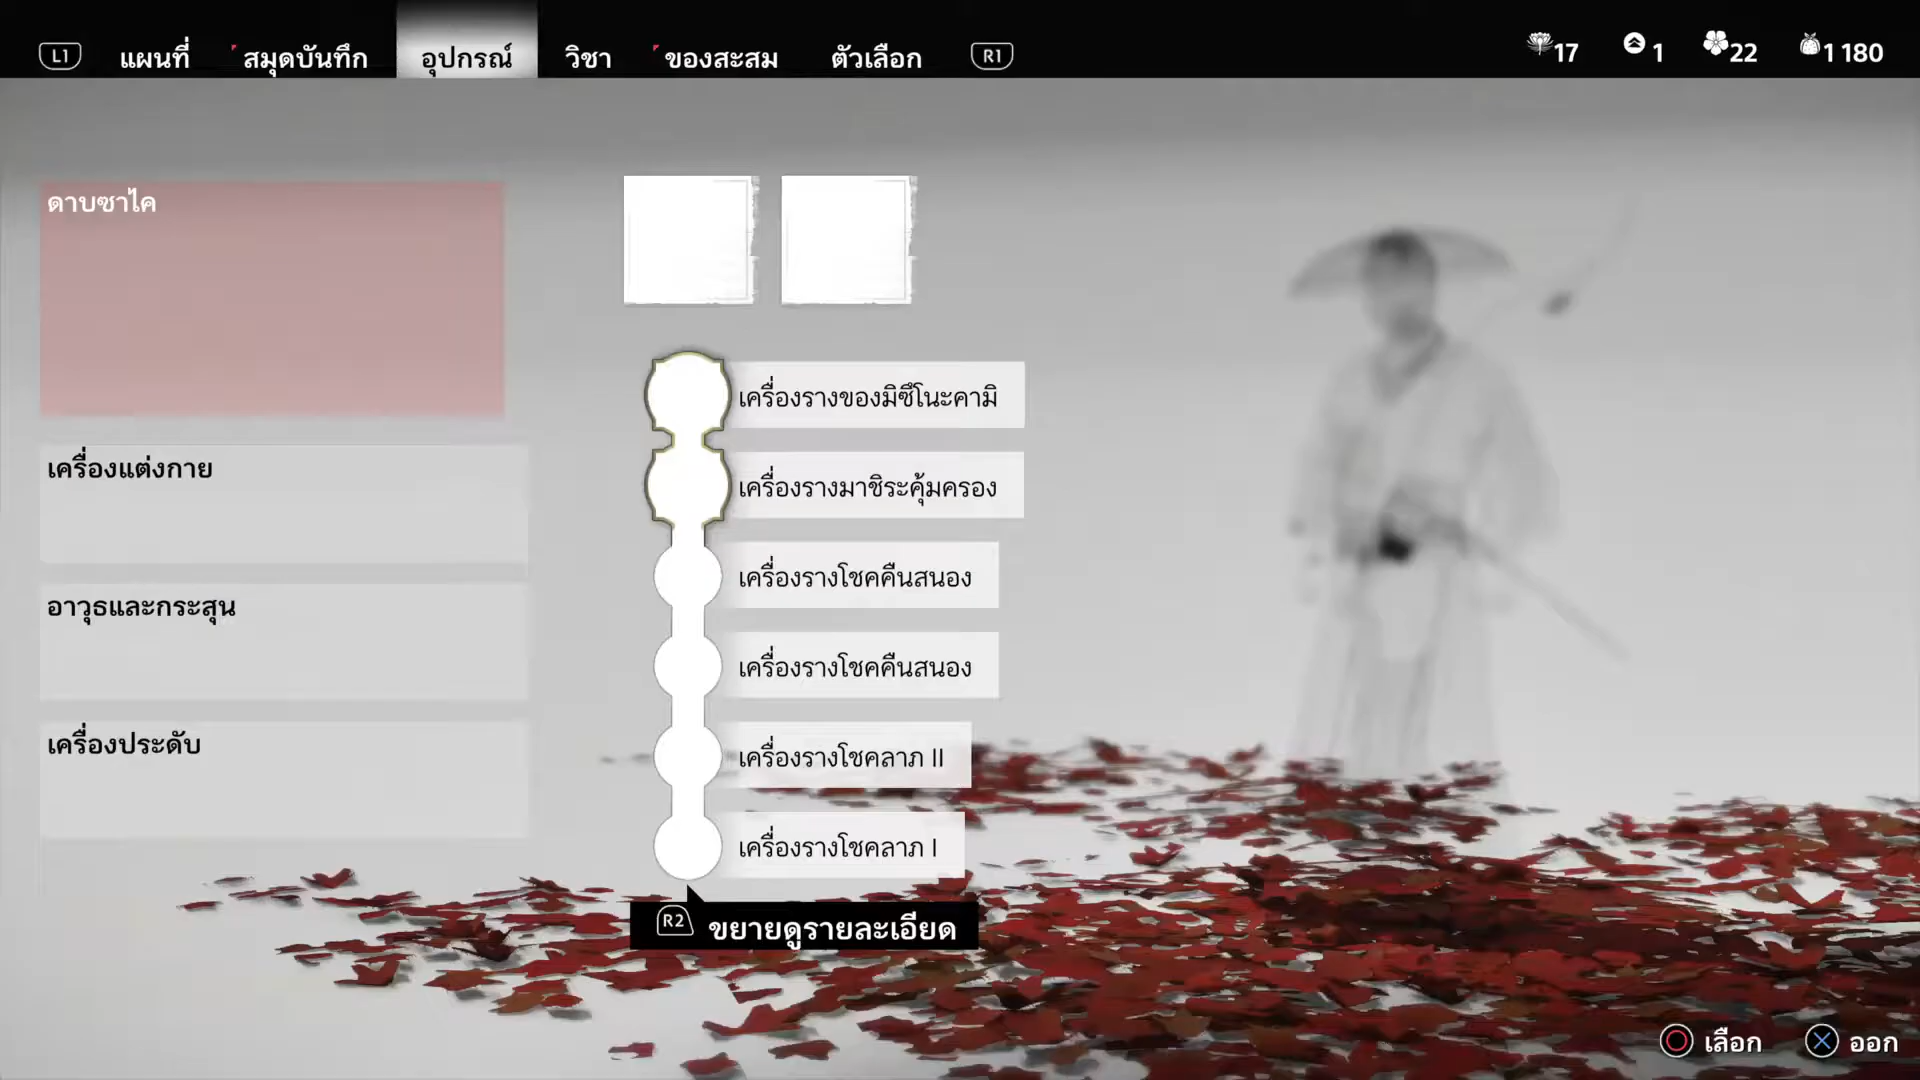 L1 แผนที่ สมุดบันทึก อุปกรณ์ วิชา ของสะสม ตัวเลือก R1 17 1 22 1 180
ดาบซาไค
เครื่องแต่งกาย
อาวุธและกระสุน
เครื่องประดับ
เครื่องรางของมิซึโนะคามิ
เครื่องรางมาชิระคุ้มครอง
เครื่องรางโชคคืนสนอง
เครื่องรางโชคคืนสนอง
เครื่องรางโชคลาภ II
เครื่องรางโชคลาภ I
R2 ขยายดูรายละเอียด
เลือก ออก